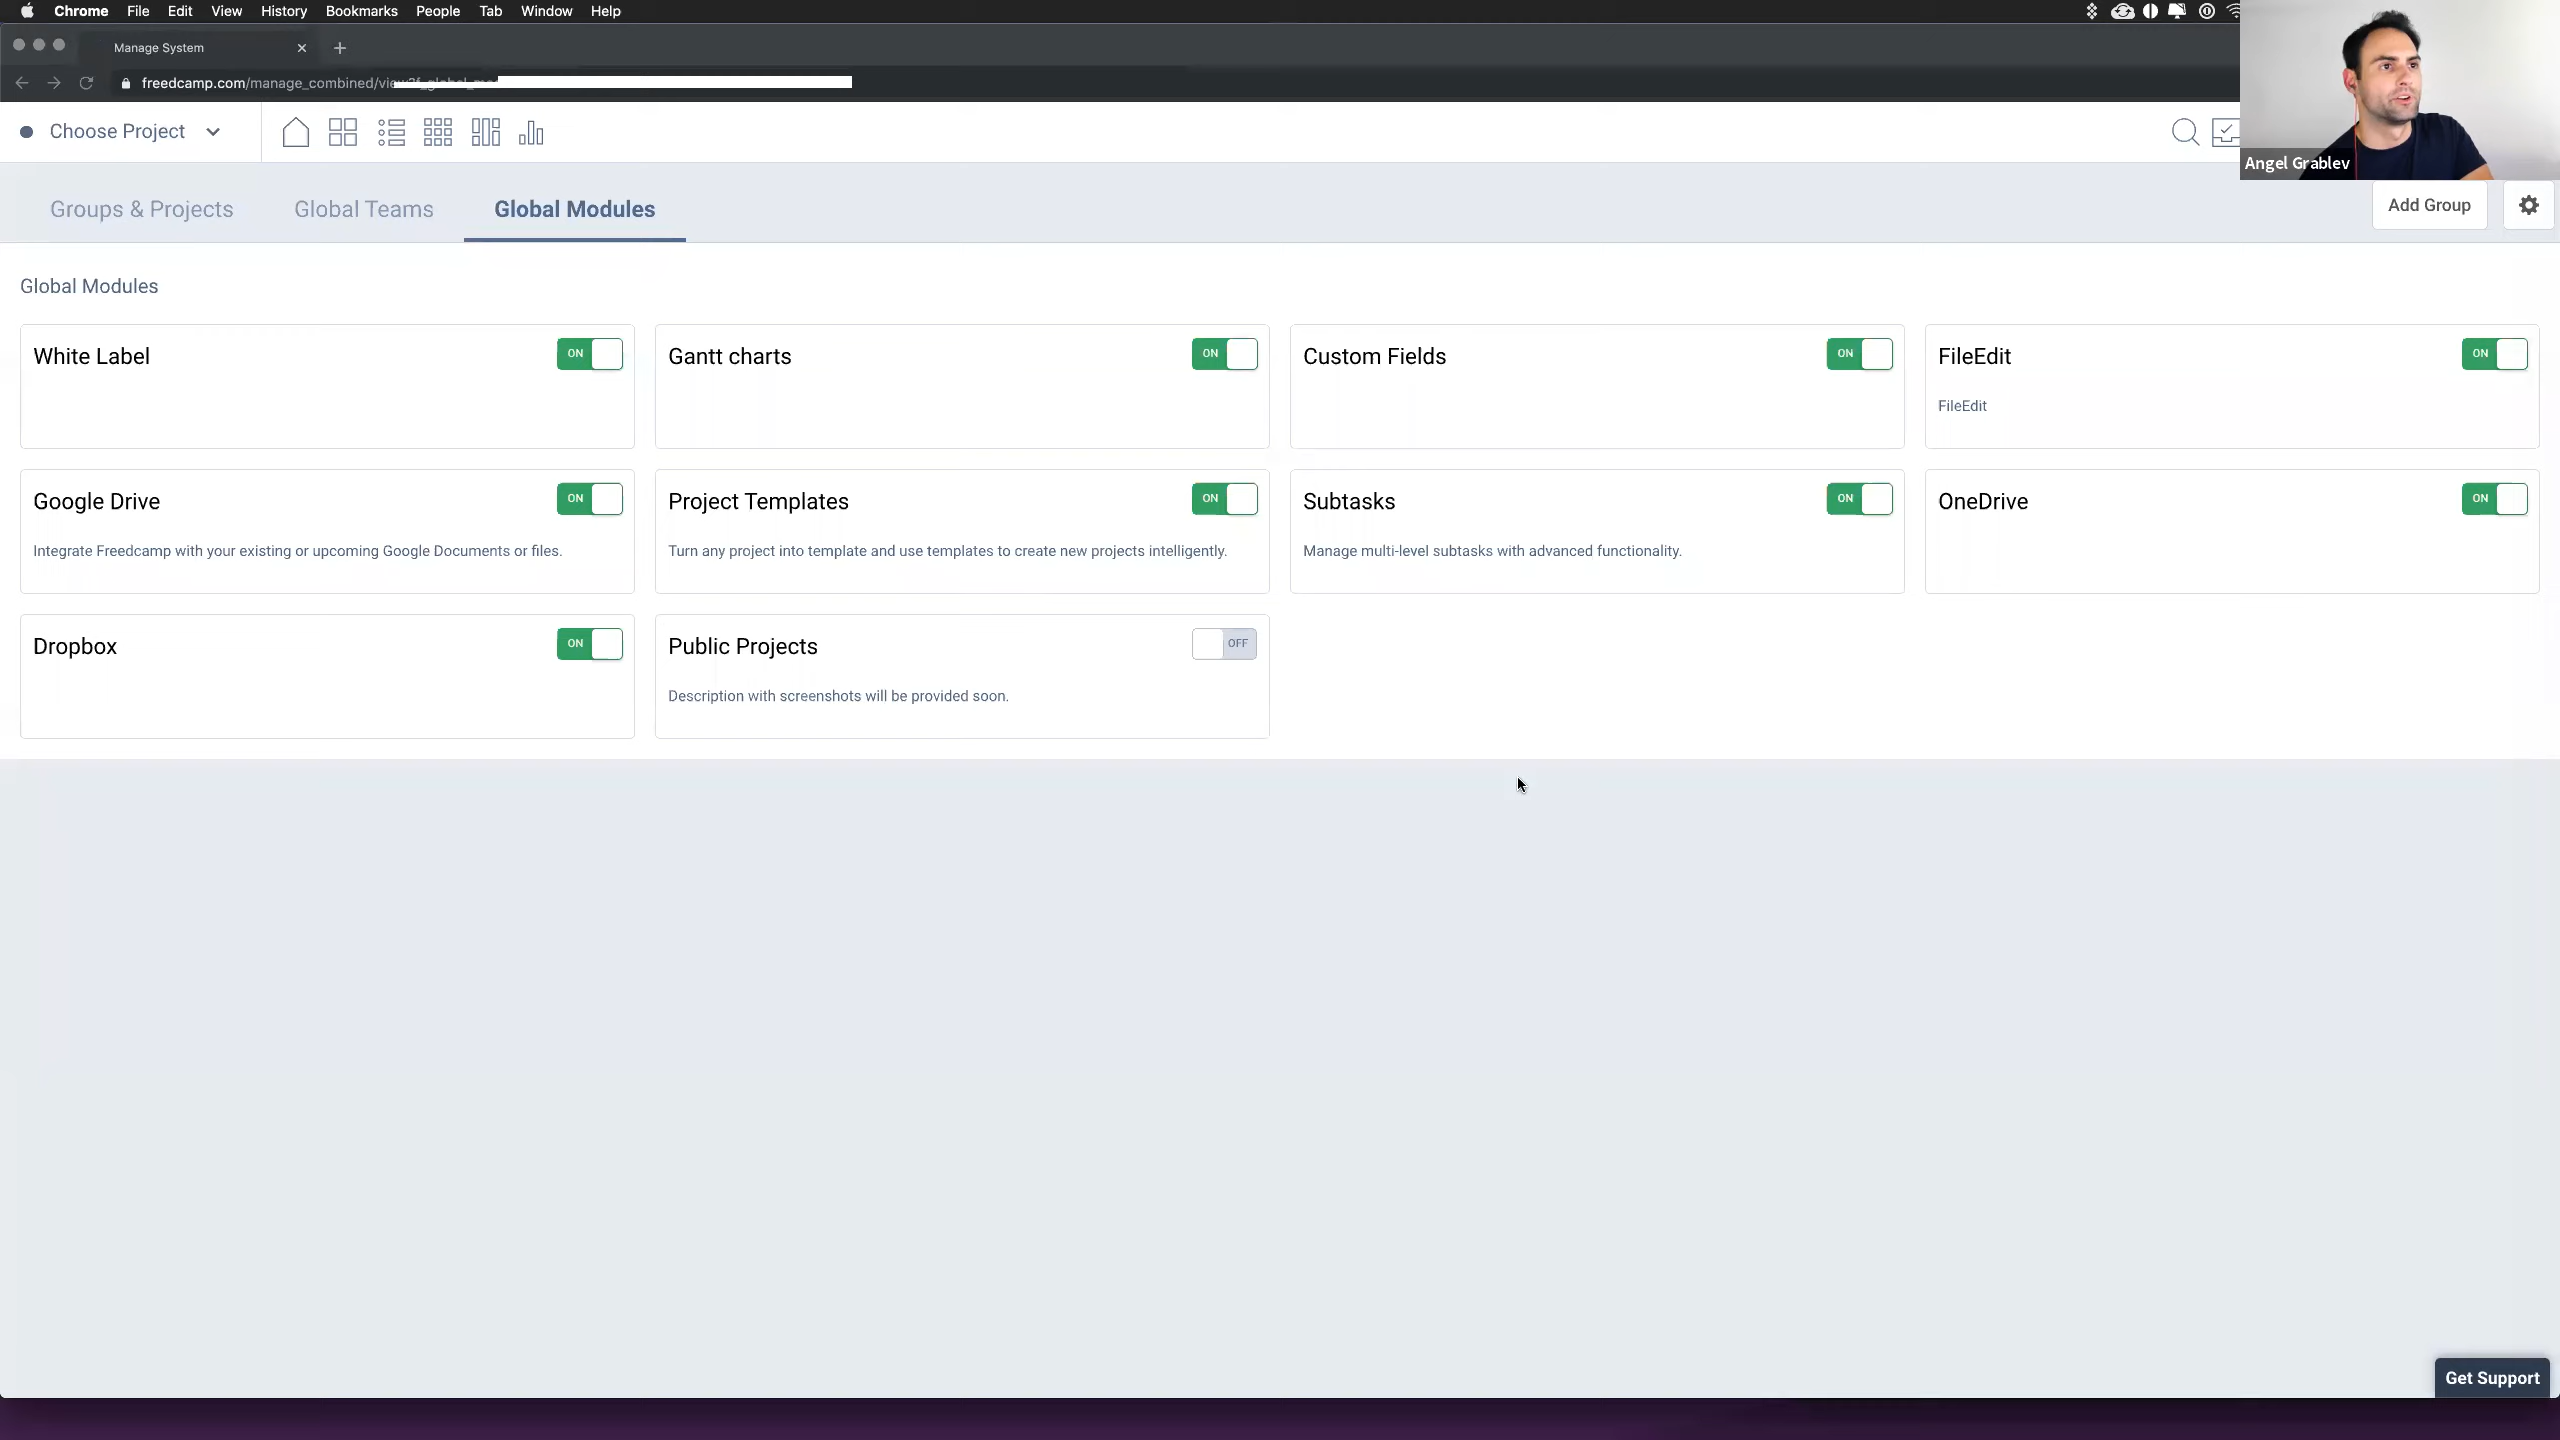 Chrome File Edit View History Bookmarks People Tab Window Help
Manage System
freedcamp.com/manage_combined/view?f_global_mo
Choose Project
Angel Grablev
Groups & Projects Global Teams Global Modules Add Group
Global Modules
White Label ON Gantt charts ON Custom Fields ON FileEdit ON
FileEdit
Google Drive ON Project Templates ON Subtasks ON OneDrive ON
Integrate Freedcamp with your existing or upcoming Google Documents or files. Turn any project into template and use templates to create new projects intelligently. Manage multi-level subtasks with advanced functionality.
Dropbox ON Public Projects OFF
Description with screenshots will be provided soon.
Get Support